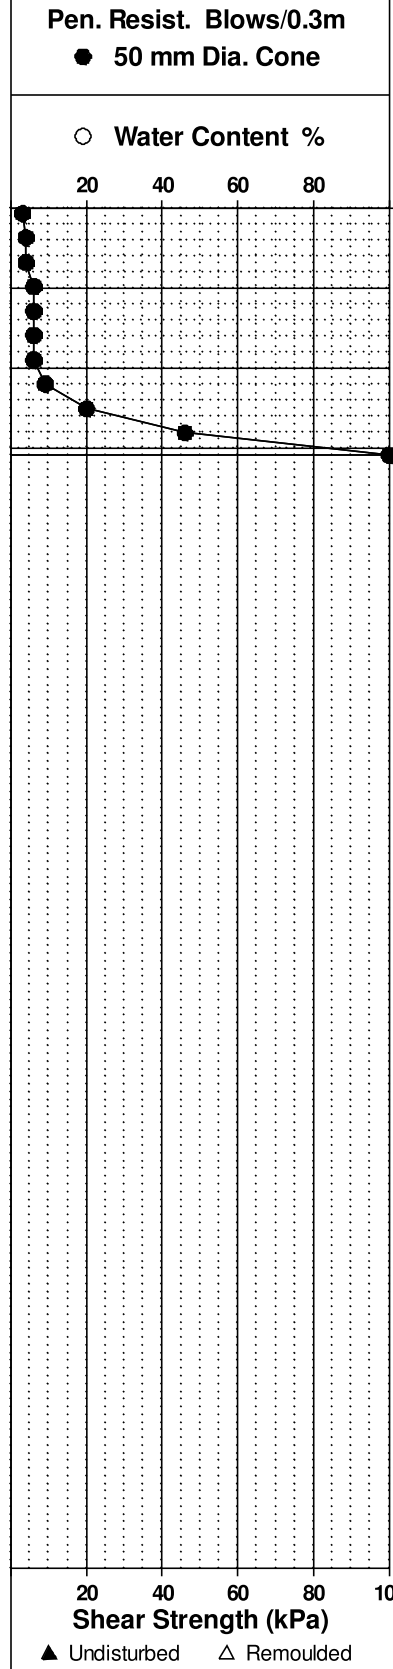 Pen. Resist. Blows/0.3m
● 50 mm Dia. Cone
○ Water Content %
20 40 60 80
20 40 60 80 10
Shear Strength (kPa)
▲ Undisturbed △ Remoulded